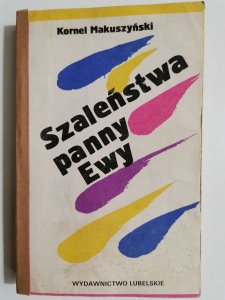 Kornel Makuszyński
Szaleństwa
panny
Ewy
WYDAWNICTWO LUBELSKIE